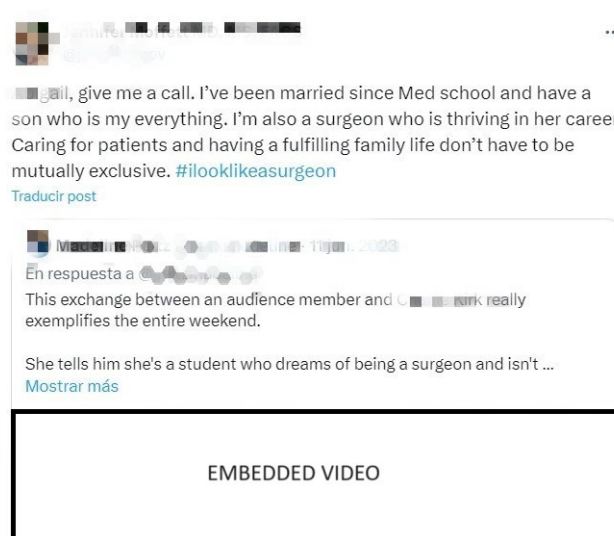 give me a call. I’ve been married since Med school and have a
son who is my everything. I’m also a surgeon who is thriving in her
Caring for patients and having a fulfilling family life don’t have to be
mutually exclusive. #ilooklikeasurgeon
Traducir post
2023
En respuesta a
This exchange between an audience member and really
exemplifies the entire weekend.
She tells him she's a student who dreams of being a surgeon and isn't ...
Mostrar más
EMBEDDED VIDEO